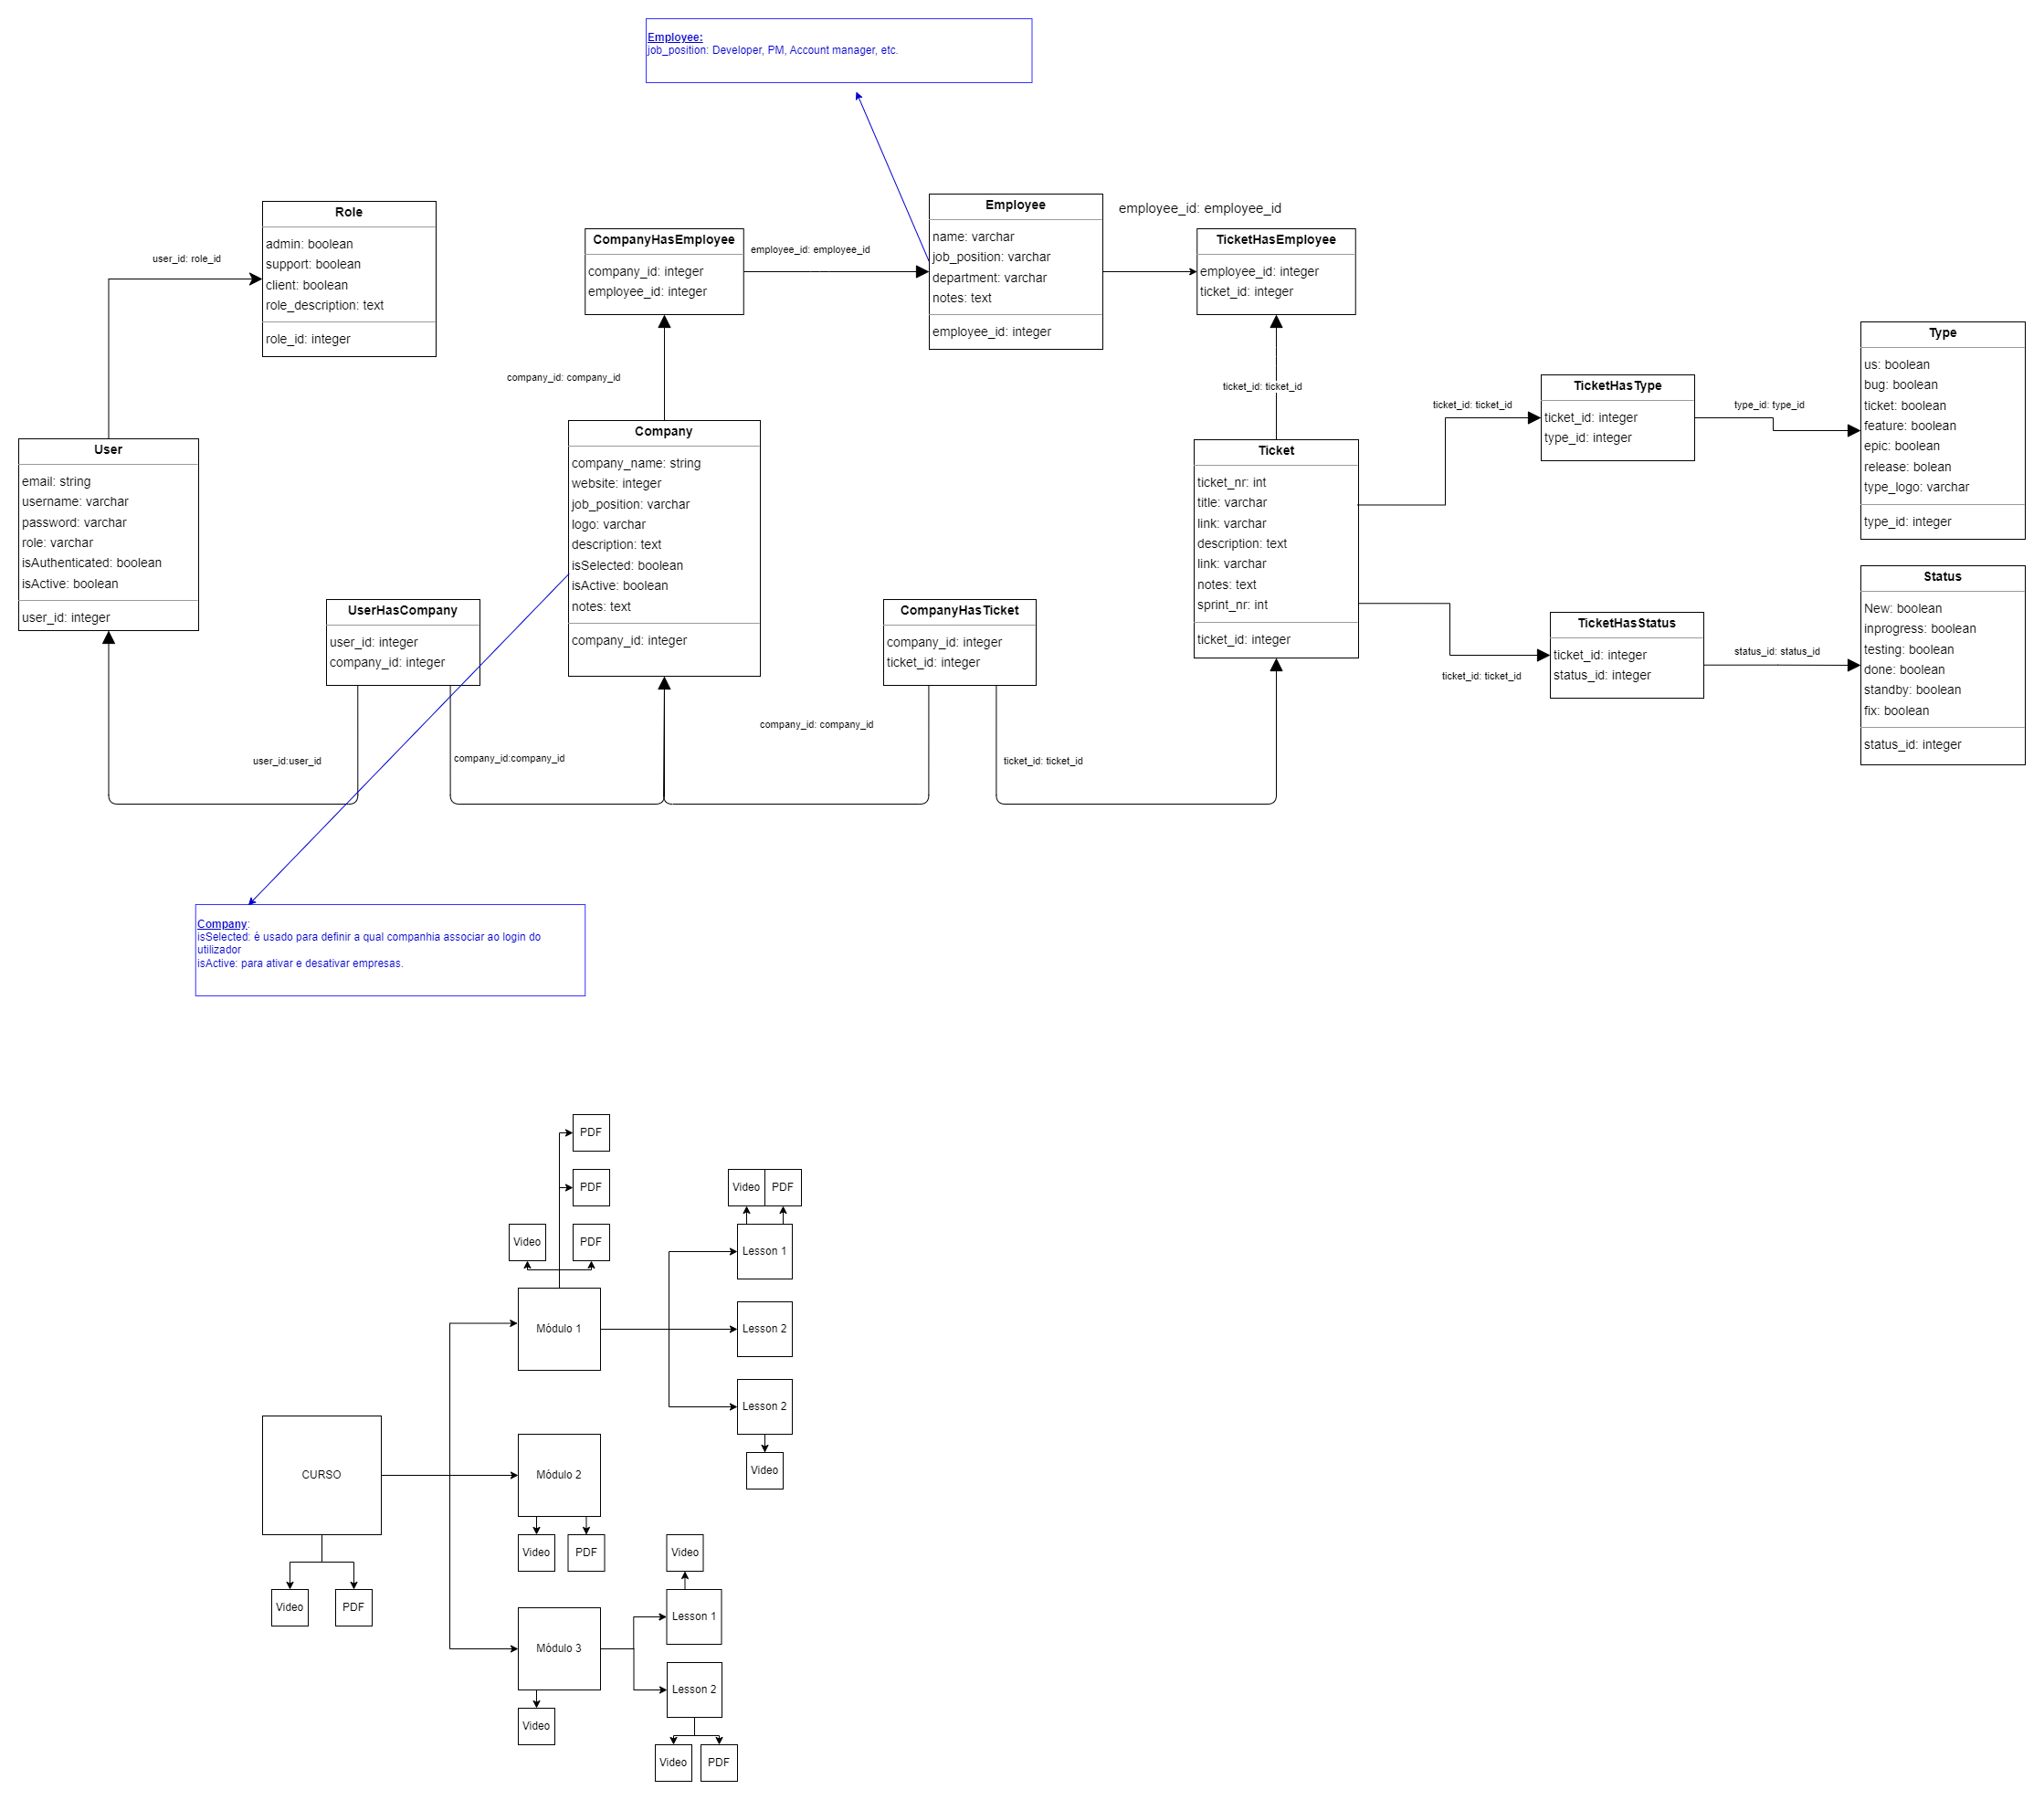 Employee:
job_position: Developer, PM, Account manager, etc.
Role
admin: boolean
support: boolean
client: boolean
role_description: text
role_id: integer
user_id: role_id
CompanyHasEmployee
company_id: integer
employee_id: integer
employee_id: employee_id
Employee
name: varchar
job_position: varchar
department: varchar
notes: text
employee_id: integer
employee_id: employee_id
TicketHasEmployee
employee_id: integer
ticket_id: integer
company_id: company_id
ticket_id: ticket_id
User
email: string
username: varchar
password: varchar
role: varchar
isAuthenticated: boolean
isActive: boolean
user_id: integer
UserHasCompany
user_id: integer
company_id: integer
Company
company_name: string
website: integer
job_position: varchar
logo: varchar
description: text
isSelected: boolean
isActive: boolean
notes: text
company_id: integer
CompanyHasTicket
company_id: integer
ticket_id: integer
Ticket
ticket_nr: int
title: varchar
link: varchar
description: text
link: varchar
notes: text
sprint_nr: int
ticket_id: integer
ticket_id: ticket_id
TicketHasType
ticket_id: integer
type_id: integer
type_id: type_id
Type
us: boolean
bug: boolean
ticket: boolean
feature: boolean
epic: boolean
release: bolean
type_logo: varchar
type_id: integer
ticket_id: ticket_id
TicketHasStatus
ticket_id: integer
status_id: integer
status_id: status_id
Status
New: boolean
inprogress: boolean
testing: boolean
done: boolean
standby: boolean
fix: boolean
status_id: integer
user_id:user_id
company_id:company_id
company_id: company_id
ticket_id: ticket_id
Company:
isSelected: é usado para definir a qual companhia associar ao login do
utilizador
isActive: para ativar e desativar empresas.
PDF
PDF
Video
PDF
Video
PDF
Lesson 1
Módulo 1
Lesson 2
Lesson 2
Video
CURSO
Video
PDF
Módulo 2
Video
PDF
Video
Lesson 1
Módulo 3
Lesson 2
Video
Video
PDF